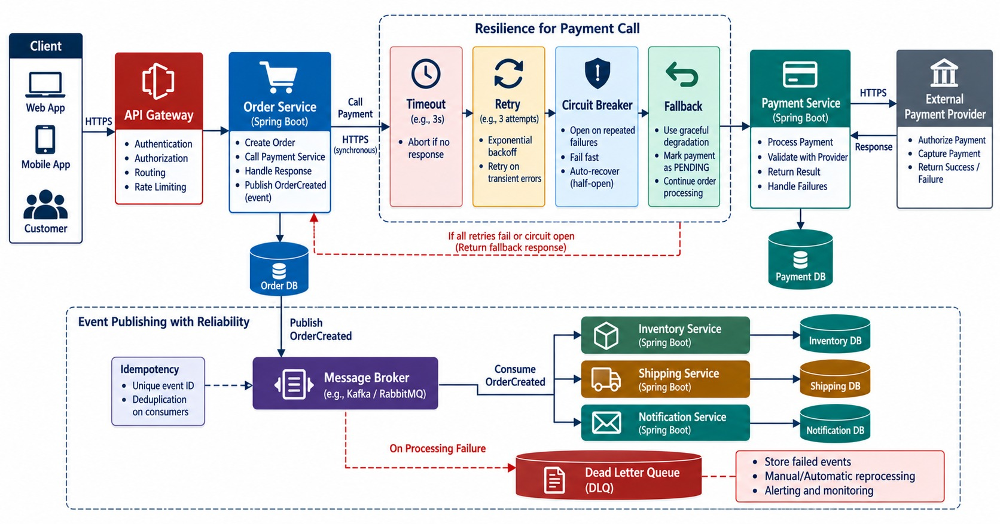 Client
Web App
Mobile App
Customer
HTTPS
API Gateway
• Authentication
• Authorization
• Routing
• Rate Limiting
Order Service
(Spring Boot)
• Create Order
• Call Payment Service
• Handle Response
• Publish OrderCreated
(event)
Call
Payment
HTTPS
(synchronous)
Resilience for Payment Call
Timeout
(e.g., 3s)
• Abort if no
response
Retry
(e.g., 3 attempts)
• Exponential
backoff
• Retry on
transient errors
Circuit Breaker
• Open on repeated
failures
• Fail fast
• Auto-recover
(half-open)
Fallback
• Use graceful
degradation
• Mark payment
as PENDING
• Continue order
processing
If all retries fail or circuit open
(Return fallback response)
Payment Service
(Spring Boot)
• Process Payment
• Validate with Provider
• Return Result
• Handle Failures
HTTPS
Response
External
Payment Provider
• Authorize Payment
• Capture Payment
• Return Success /
Failure
Order DB
Payment DB
Event Publishing with Reliability
Publish
OrderCreated
Idempotency
• Unique event ID
• Deduplication
on consumers
Message Broker
(e.g., Kafka / RabbitMQ)
Consume
OrderCreated
Inventory Service
(Spring Boot)
Inventory DB
Shipping Service
(Spring Boot)
Shipping DB
Notification Service
(Spring Boot)
Notification DB
On Processing Failure
Dead Letter Queue
(DLQ)
• Store failed events
• Manual/Automatic reprocessing
• Alerting and monitoring